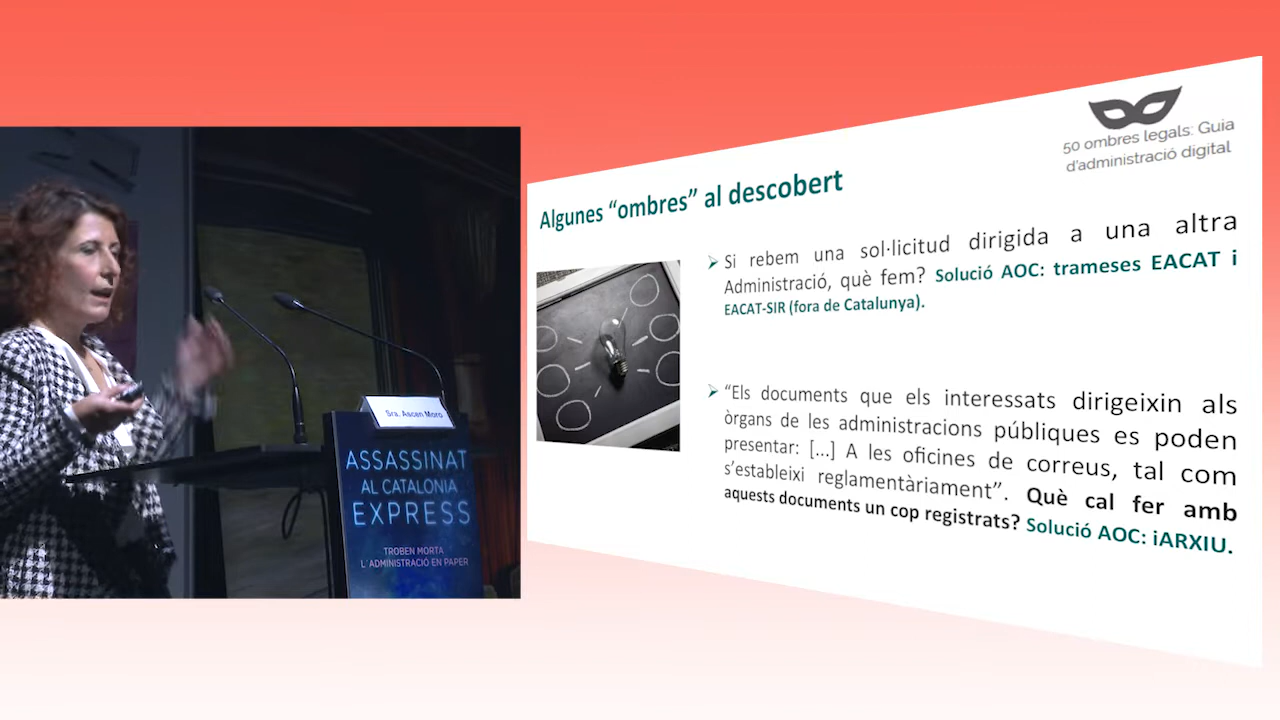 Sra. Ascen Moro
ASSASSINAT
AL CATALONIA
EXPRESS
TROBEN MORTA
L´ADMINISTRACIÓ EN PAPER
50 ombres legals: Guia
d'administració digital
Algunes “ombres” al descobert
Si rebem una sol·licitud dirigida a una altra
Administració, què fem? Solució AOC: trameses EACAT i
EACAT-SIR (fora de Catalunya).
“Els documents que els interessats dirigeixin als
òrgans de les administracions públiques es poden
presentar: [...] A les oficines de correus, tal com
s’estableixi reglamentàriament”. Què cal fer amb
aquests documents un cop registrats? Solució AOC: iARXIU.